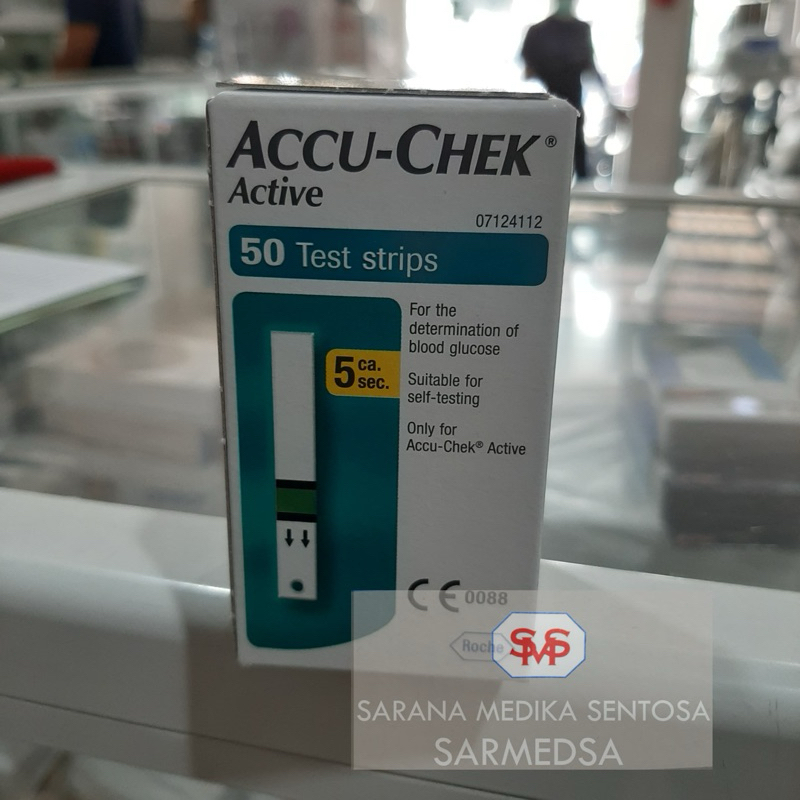 ACCU-CHEK®
Active
07124112
50 Test strips
For the
determination of
blood glucose
5 ca.
sec.
Suitable for
self-testing
Only for
Accu-Chek® Active
CE 0088
Roche
SMS
SARANA MEDIKA SENTOSA
SARMEDSA